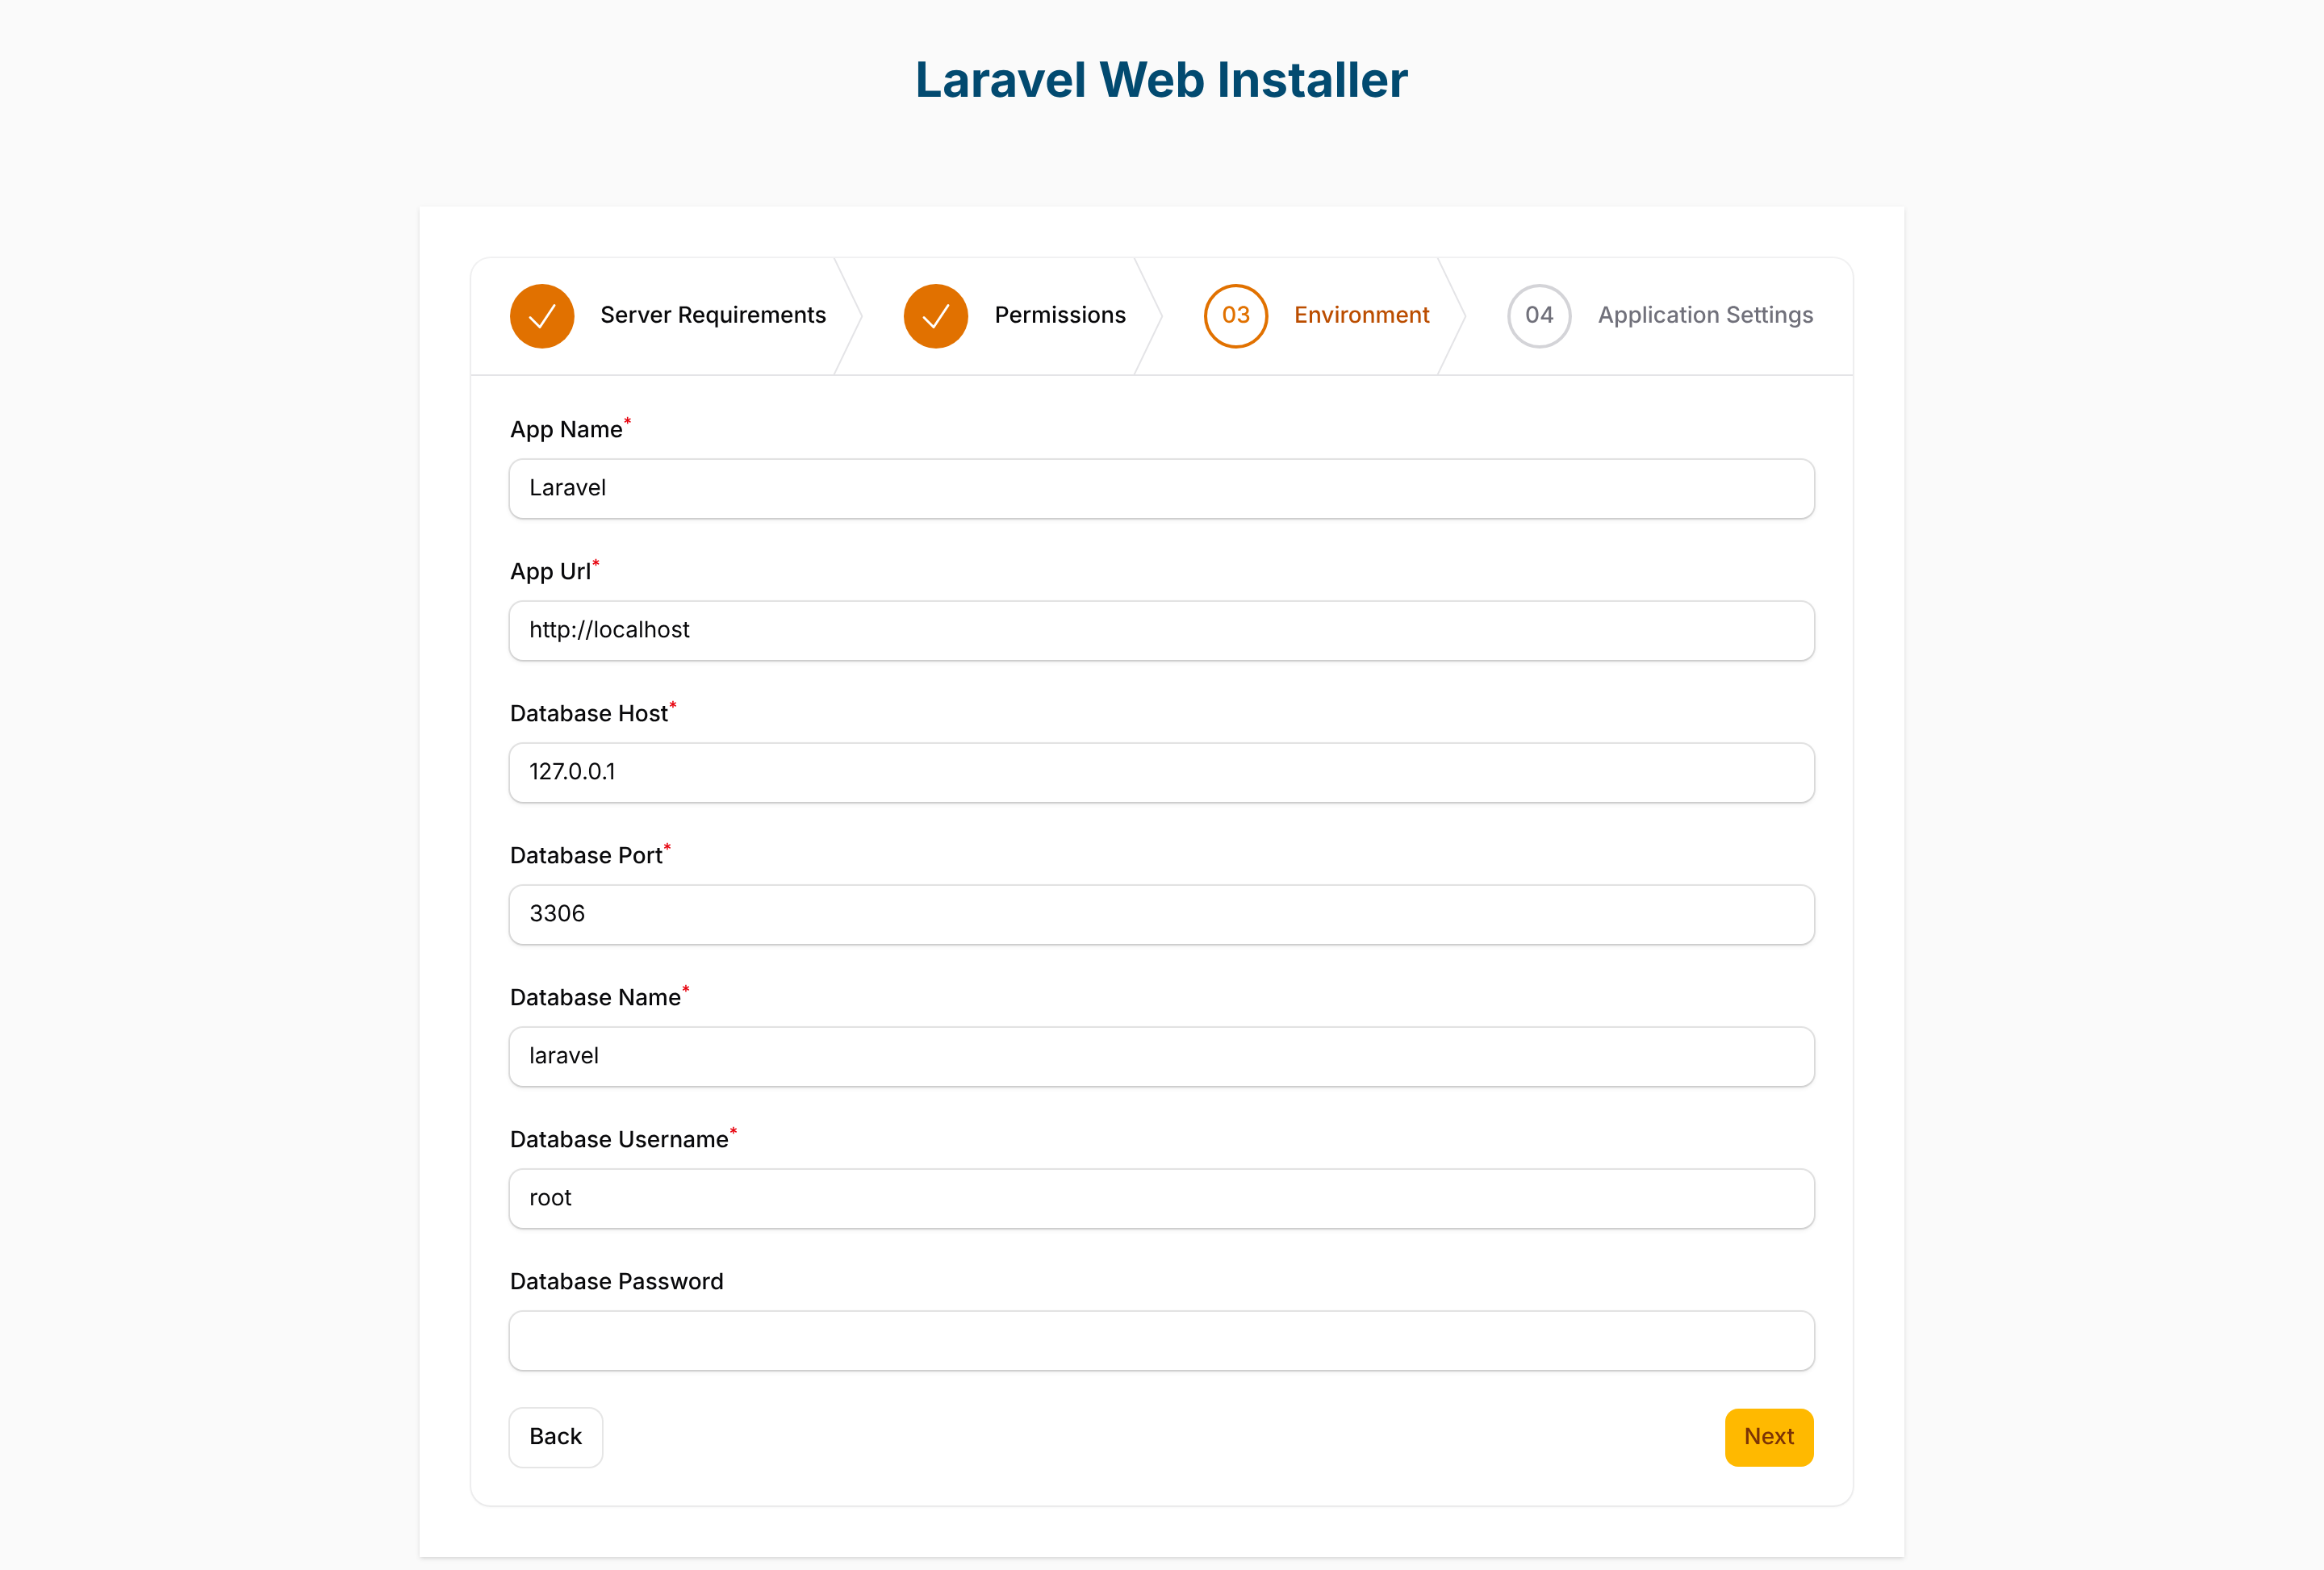 Laravel Web Installer
Server Requirements
Permissions
03 Environment
04 Application Settings
App Name*
Laravel
App Url*
http://localhost
Database Host*
127.0.0.1
Database Port*
3306
Database Name*
laravel
Database Username*
root
Database Password
Back
Next